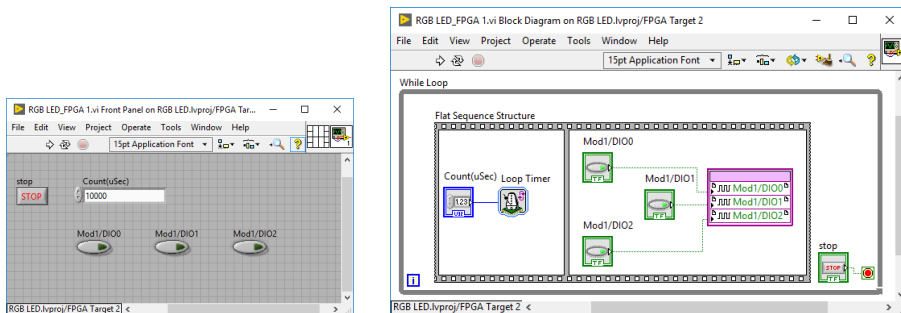 RGB LED_FPGA 1.vi Front Panel on RGB LED.lvproj/FPGA Tar...
File Edit View Project Operate Tools Window Help
15pt Application Font
stop
STOP
Count(uSec)
10000
Mod1/DIO0 Mod1/DIO1 Mod1/DIO2
RGB LED.lvproj/FPGA Target 2
RGB LED_FPGA 1.vi Block Diagram on RGB LED.lvproj/FPGA Target 2
File Edit View Project Operate Tools Window Help
15pt Application Font
While Loop
Flat Sequence Structure
Count(uSec) Loop Timer
1.23
U32
Mod1/DIO0
TF
Mod1/DIO1
TF
Mod1/DIO2
TF
Mod1/DIO0
Mod1/DIO1
Mod1/DIO2
stop
STOP
TF
i
RGB LED.lvproj/FPGA Target 2